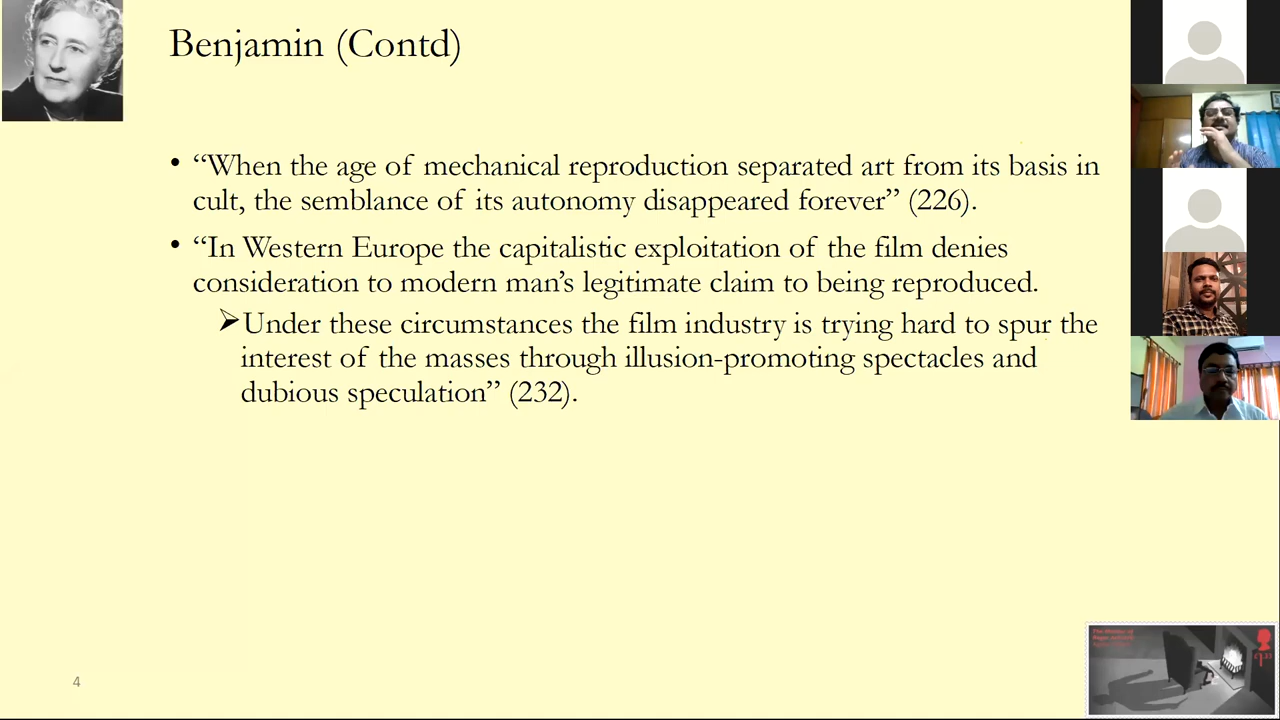 Benjamin (Contd)
• “When the age of mechanical reproduction separated art from its basis in
cult, the semblance of its autonomy disappeared forever” (226).
• “In Western Europe the capitalistic exploitation of the film denies
consideration to modern man’s legitimate claim to being reproduced.
➢Under these circumstances the film industry is trying hard to spur the
interest of the masses through illusion-promoting spectacles and
dubious speculation” (232).
4